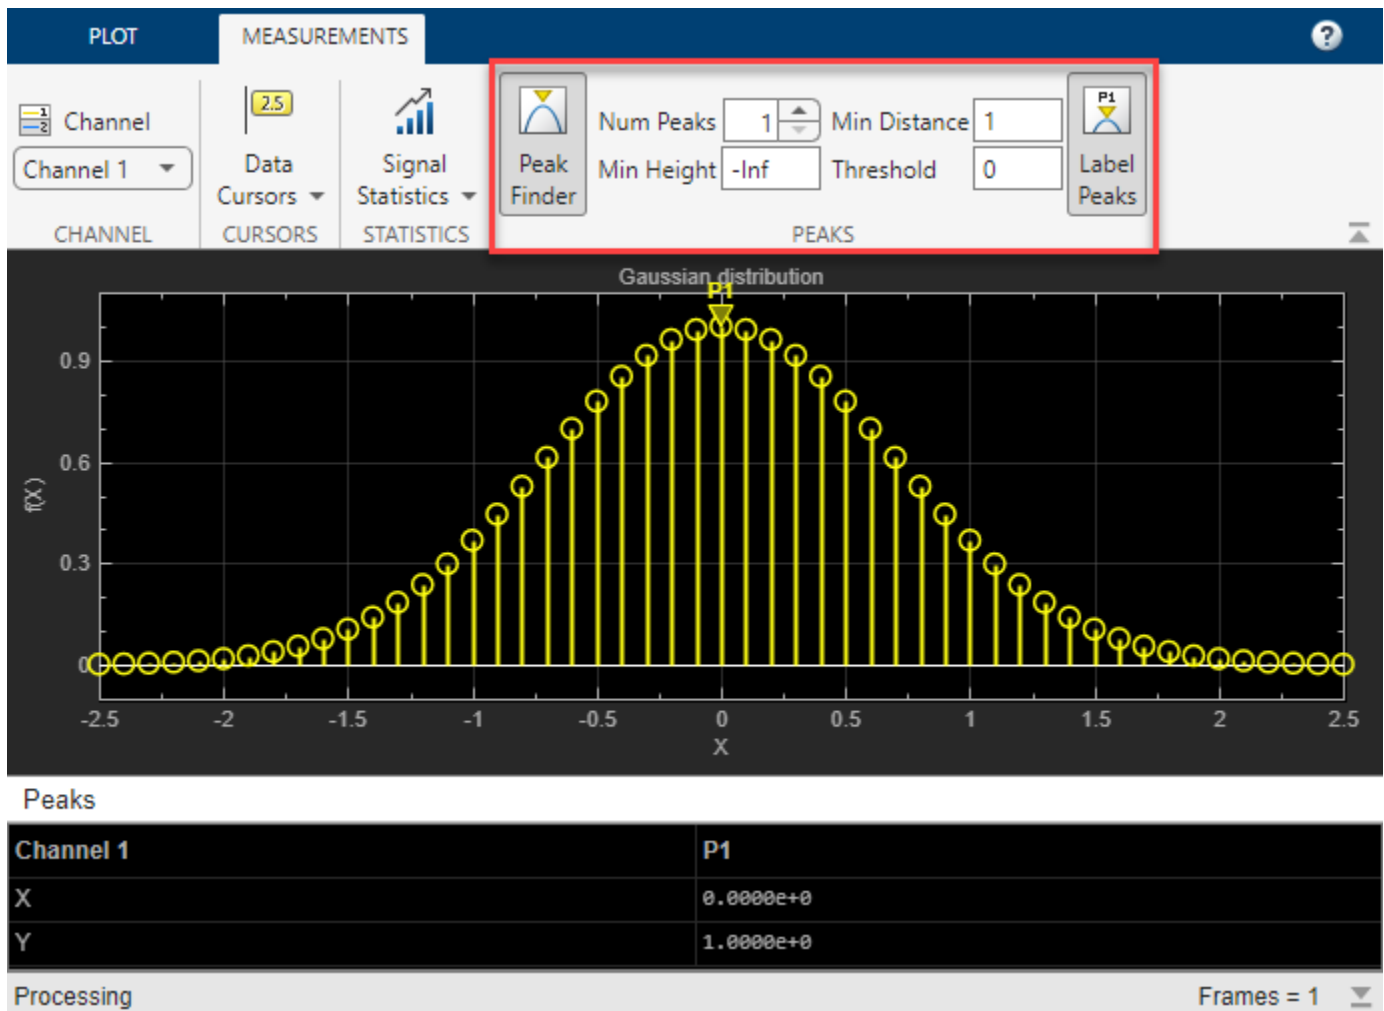 PLOT
MEASUREMENTS
?
Channel
Channel 1
CHANNEL
2.5
Data
Cursors
CURSORS
Signal
Statistics
STATISTICS
Peak
Finder
Num Peaks 1 Min Distance 1
Min Height -Inf Threshold 0
P1
Label
Peaks
PEAKS
Gaussian distribution
P1
0.9
0.6
0.3
0
f(X)
-2.5 -2 -1.5 -1 -0.5 0 0.5 1 1.5 2 2.5
X
Peaks
Channel 1 P1
X 0.0000e+0
Y 1.0000e+0
Processing Frames = 1